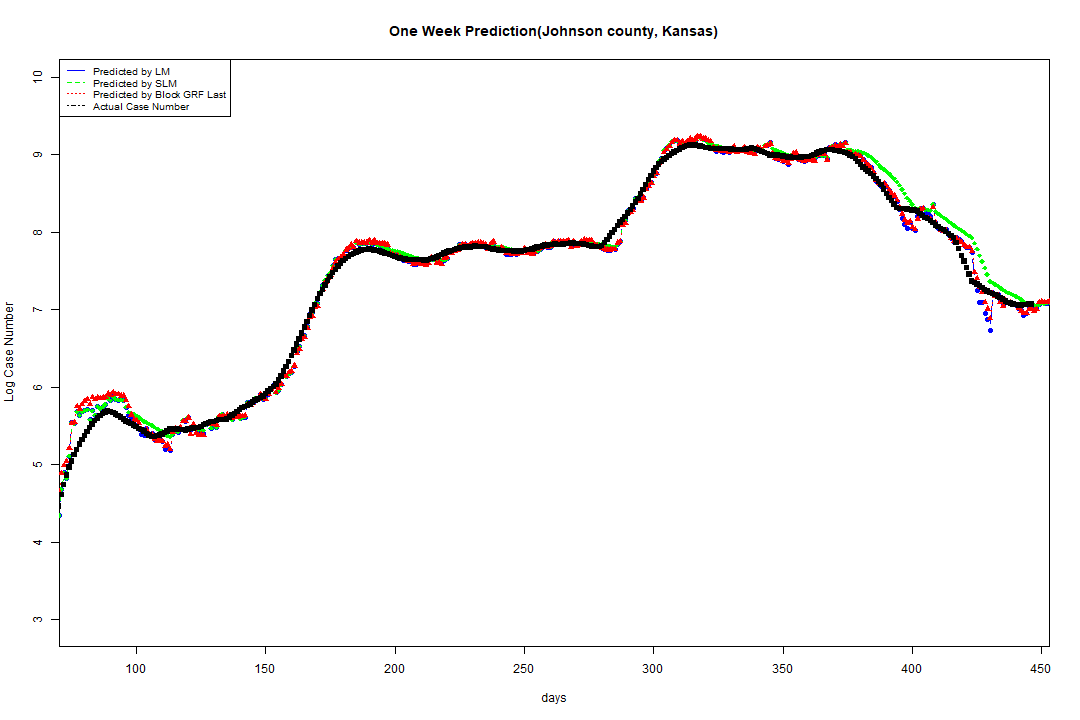 One Week Prediction(Johnson county, Kansas)
Predicted by LM
Predicted by SLM
Predicted by Block GRF Last
Actual Case Number
10
9
8
7
6
5
4
3
Log Case Number
100 150 200 250 300 350 400 450
days